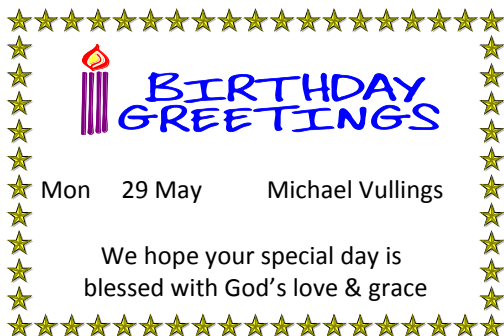 BIRTHDAY
GREETINGS
Mon 29 May Michael Vullings
We hope your special day is
blessed with God’s love & grace